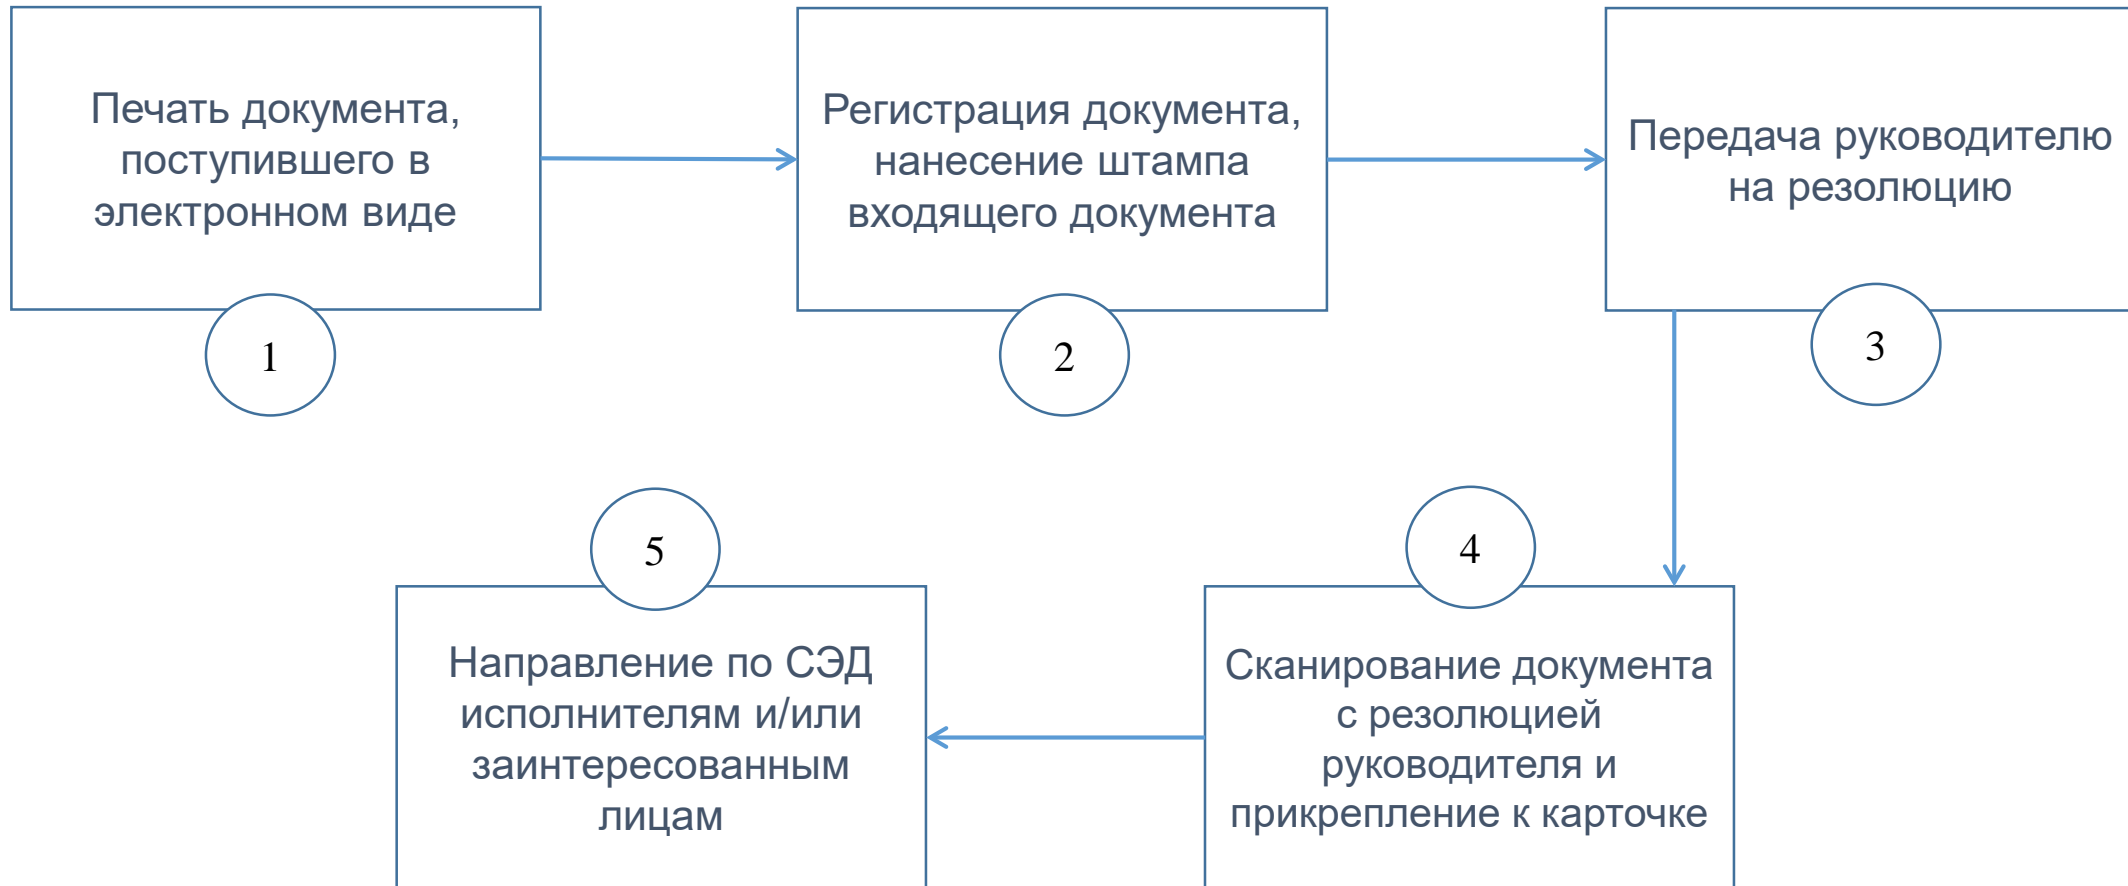 Печать документа,
поступившего в
электронном виде
1
Регистрация документа,
нанесение штампа
входящего документа
2
Передача руководителю
на резолюцию
3
4
Сканирование документа
с резолюцией
руководителя и
прикрепление к карточке
5
Направление по СЭД
исполнителям и/или
заинтересованным
лицам